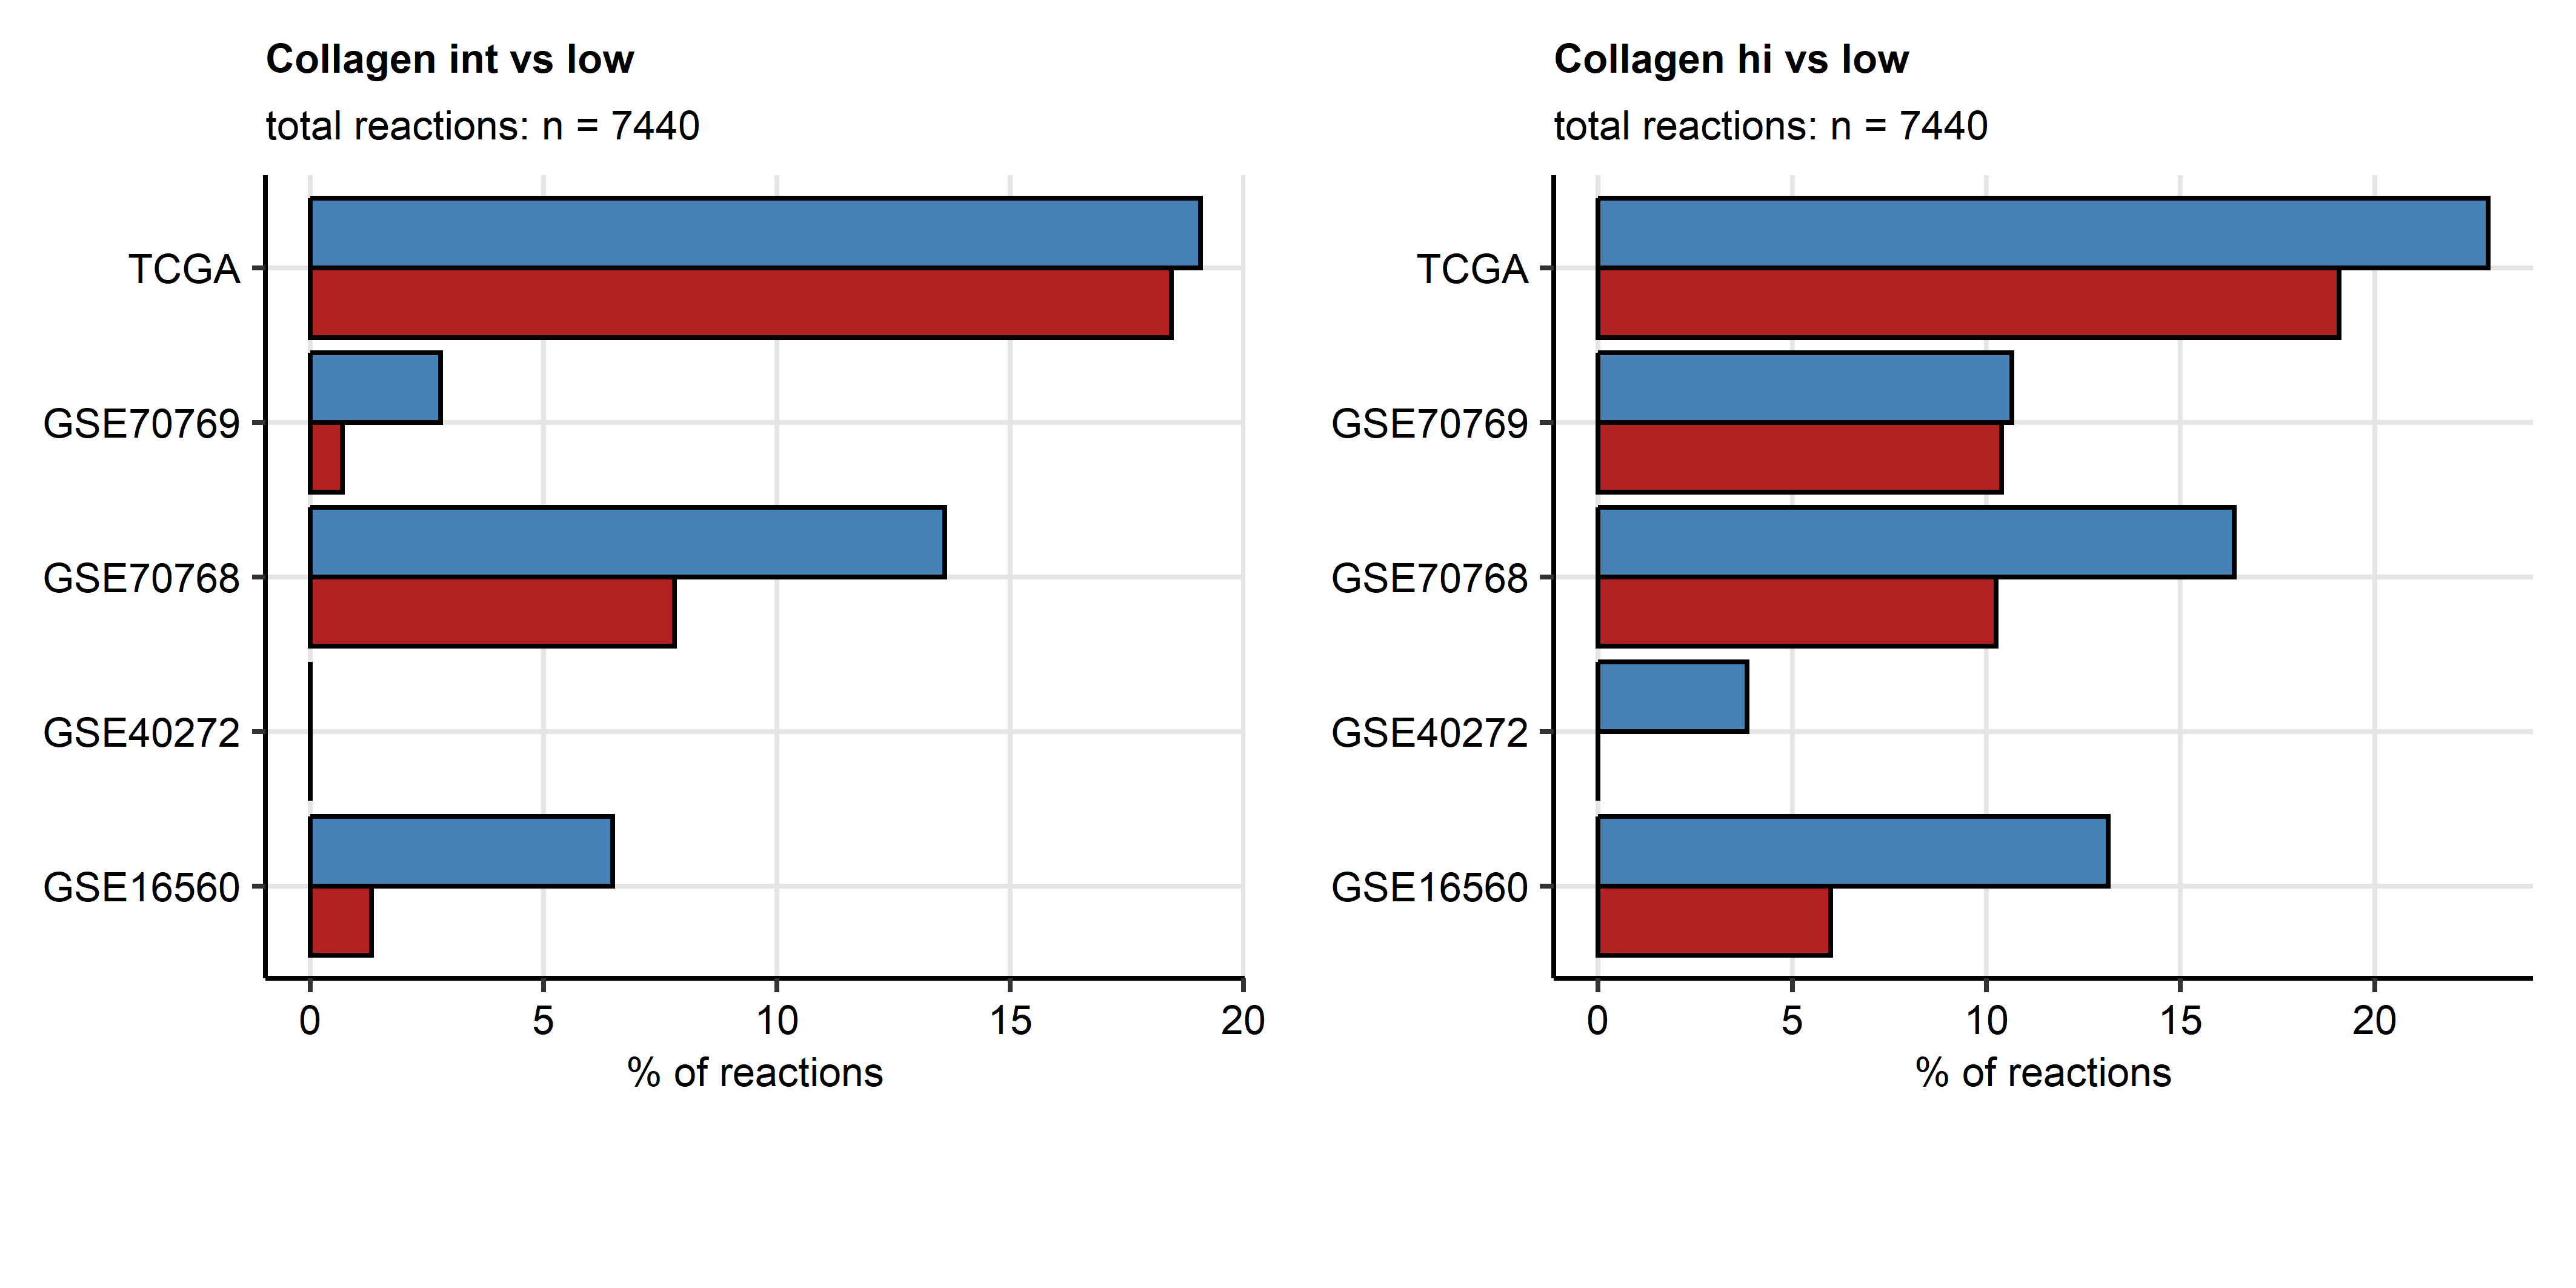 Collagen int vs low
total reactions: n = 7440
TCGA
GSE70769
GSE70768
GSE40272
GSE16560
0 5 10 15 20
% of reactions
Collagen hi vs low
total reactions: n = 7440
TCGA
GSE70769
GSE70768
GSE40272
GSE16560
0 5 10 15 20
% of reactions